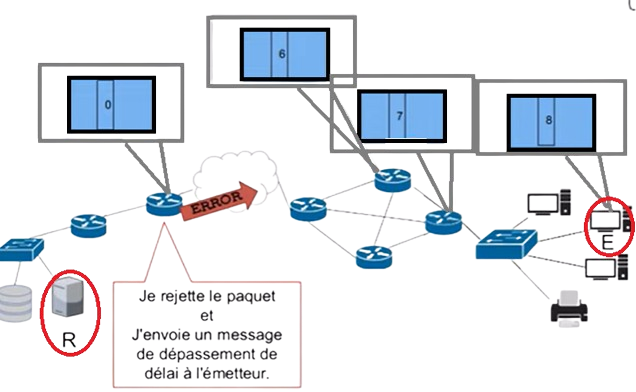 6
0
7
8
ERROR
E
R
Je rejette le paquet
et
J'envoie un message
de dépassement de
délai à l'émetteur.